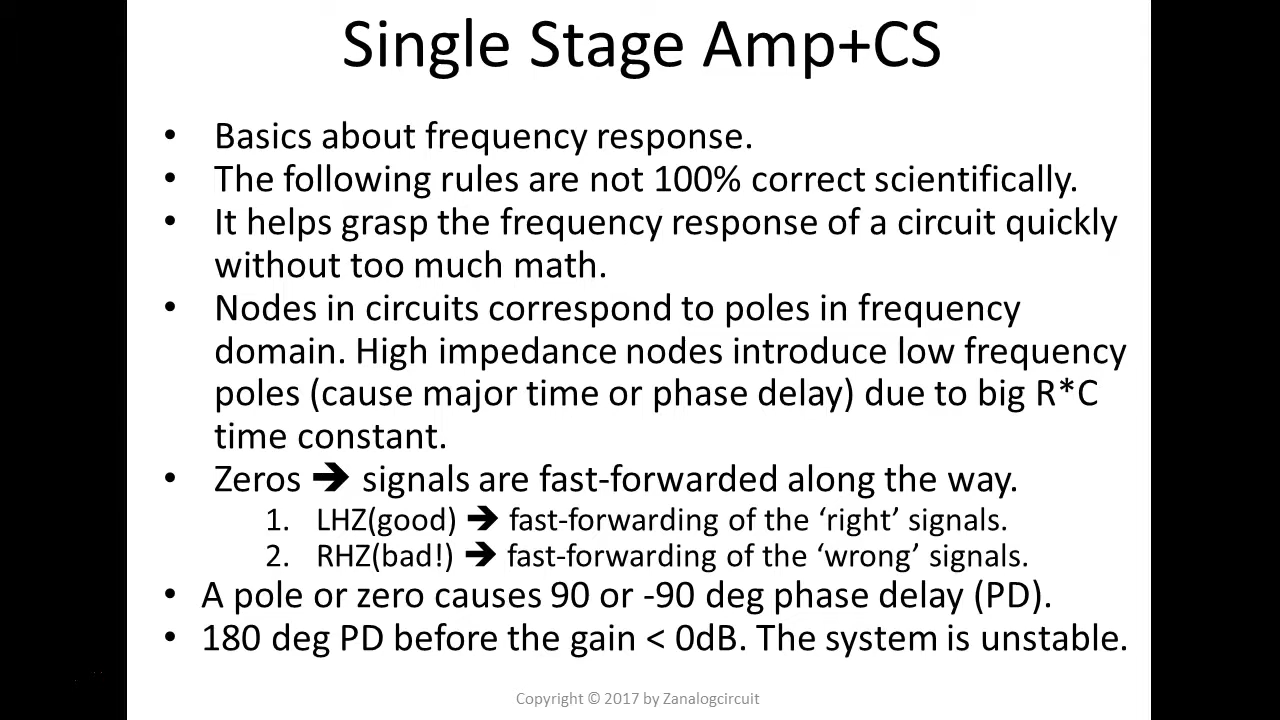 Single Stage Amp+CS
• Basics about frequency response.
• The following rules are not 100% correct scientifically.
• It helps grasp the frequency response of a circuit quickly
without too much math.
• Nodes in circuits correspond to poles in frequency
domain. High impedance nodes introduce low frequency
poles (cause major time or phase delay) due to big R*C
time constant.
• Zeros ➔ signals are fast-forwarded along the way.
1. LHZ(good) ➔ fast-forwarding of the ‘right’ signals.
2. RHZ(bad!) ➔ fast-forwarding of the ‘wrong’ signals.
• A pole or zero causes 90 or -90 deg phase delay (PD).
• 180 deg PD before the gain < 0dB. The system is unstable.
Copyright © 2017 by Zanalogcircuit